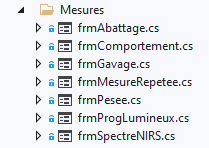 Mesures
frmAbattage.cs
frmComportement.cs
frmGavage.cs
frmMesureRepetee.cs
frmPesee.cs
frmProgLumineux.cs
frmSpectreNIRS.cs